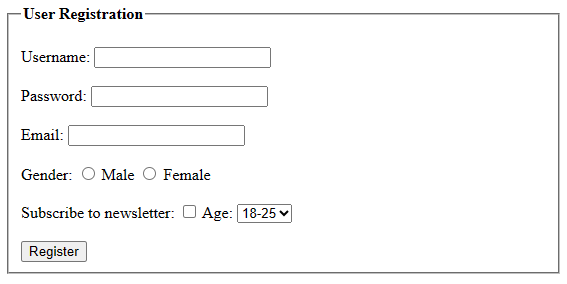 User Registration
Username:
Password:
Email:
Gender: Male Female
Subscribe to newsletter: Age: 18-25
Register